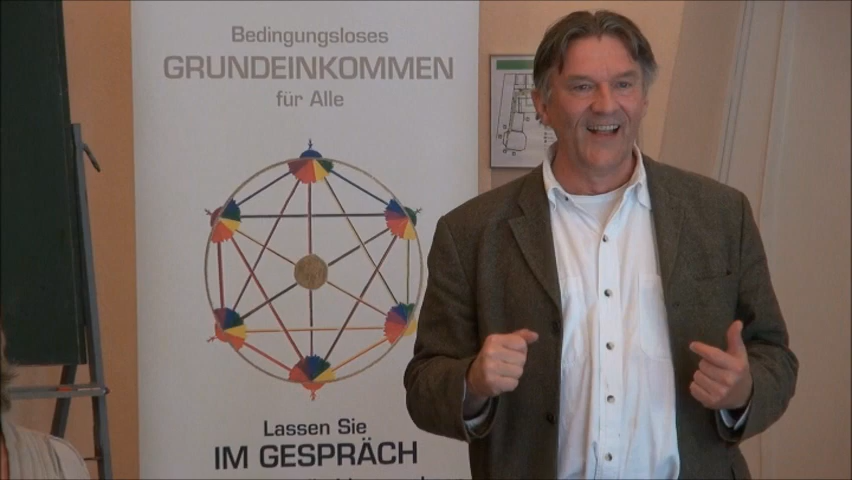 Bedingungsloses
GRUNDEINKOMMEN
für Alle
Lassen Sie
IM GESPRÄCH